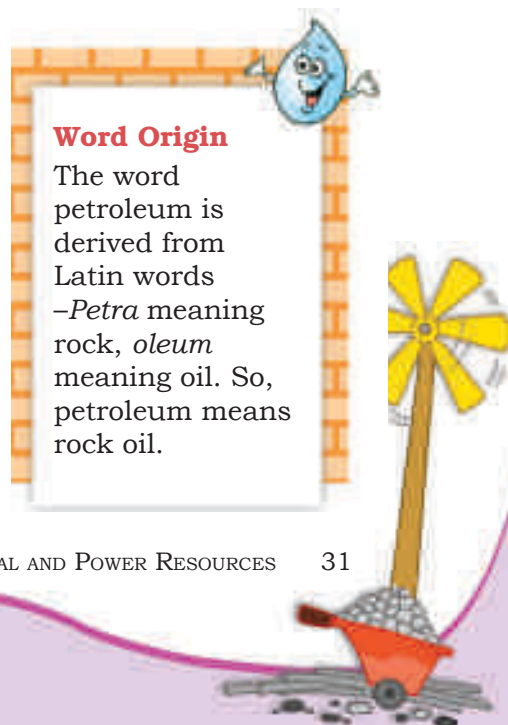 Word Origin
The word
petroleum is
derived from
Latin words
–Petra meaning
rock, oleum
meaning oil. So,
petroleum means
rock oil.
AL AND POWER RESOURCES 31